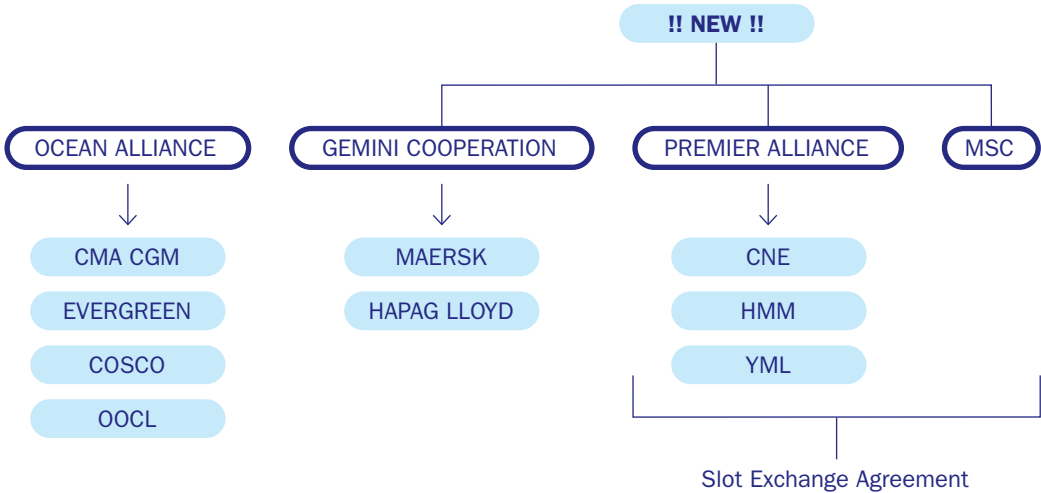 !! NEW !!
OCEAN ALLIANCE
GEMINI COOPERATION
PREMIER ALLIANCE
MSC
CMA CGM
EVERGREEN
COSCO
OOCL
MAERSK
HAPAG LLOYD
CNE
HMM
YML
Slot Exchange Agreement